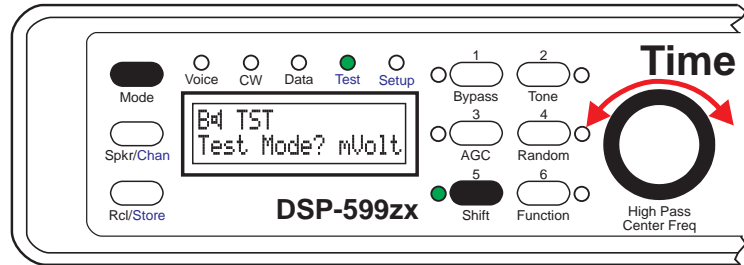 Time
Voice CW Data Test Setup
Mode
Spkr/Chan
Rcl/Store
B TST
Test Mode? mVolt
DSP-599zx
1 2
Bypass Tone
3 4
AGC Random
5 6
Shift Function
High Pass
Center Freq